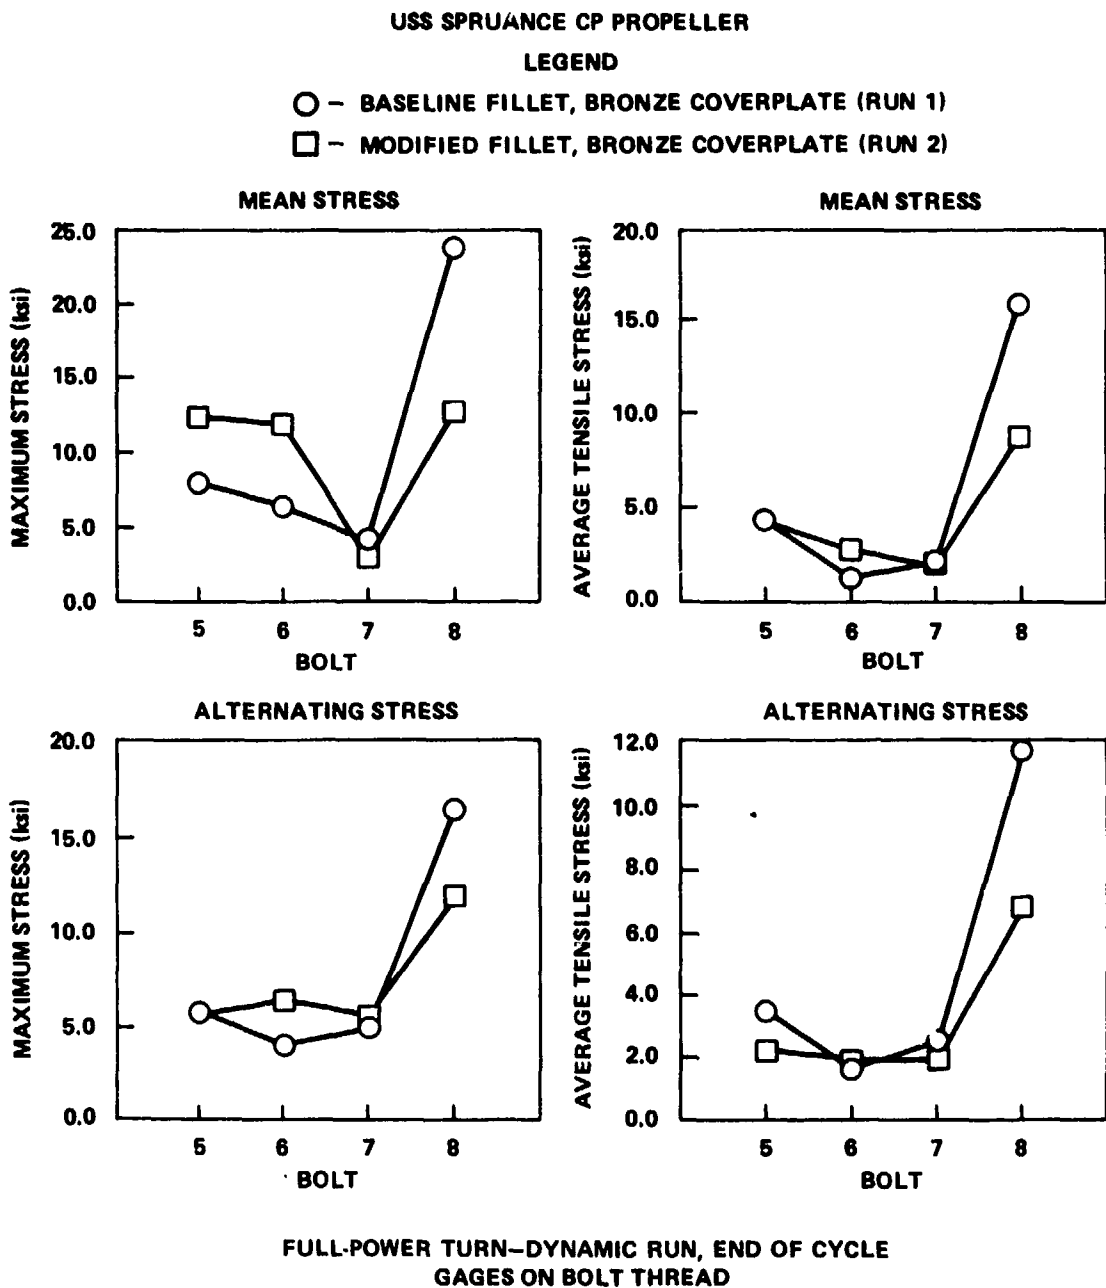 USS SPRUANCE CP PROPELLER
LEGEND
○ – BASELINE FILLET, BRONZE COVERPLATE (RUN 1)
□ – MODIFIED FILLET, BRONZE COVERPLATE (RUN 2)
MEAN STRESS
MAXIMUM STRESS (ksi)
25.0
20.0
15.0
10.0
5.0
0.0
5 6 7 8
BOLT
MEAN STRESS
AVERAGE TENSILE STRESS (ksi)
20.0
15.0
10.0
5.0
0.0
5 6 7 8
BOLT
ALTERNATING STRESS
MAXIMUM STRESS (ksi)
20.0
15.0
10.0
5.0
0.0
5 6 7 8
BOLT
ALTERNATING STRESS
AVERAGE TENSILE STRESS (ksi)
12.0
10.0
8.0
6.0
4.0
2.0
0.0
5 6 7 8
BOLT
FULL-POWER TURN–DYNAMIC RUN, END OF CYCLE
GAGES ON BOLT THREAD